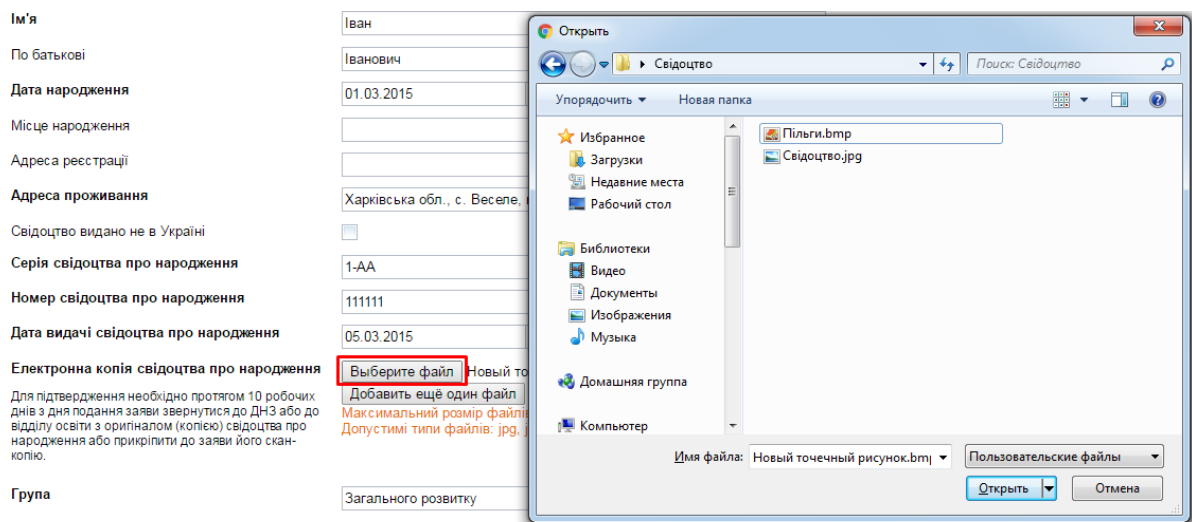 Ім'я
Іван
По батькові
Іванович
Дата народження
01.03.2015
Місце народження
Адреса реєстрації
Адреса проживання
Харківська обл., с. Веселе,
Свідоцтво видано не в Україні
Серія свідоцтва про народження
1-АА
Номер свідоцтва про народження
111111
Дата видачі свідоцтва про народження
05.03.2015
Електронна копія свідоцтва про народження
Выберите файл Новый то
Добавить ещё один файл
Максимальний розмір файлі
Допустимі типи файлів: jpg, j
Для підтвердження необхідно протягом 10 робочих
днів з дня подання заяви звернутися до ДНЗ або до
відділу освіти з оригіналом (копією) свідоцтва про
народження або прикріпити до заяви його скан-
копію.
Група
Загального розвитку
Открыть
Свідоцтво
Поиск: Свідоцтво
Упорядочить
Новая папка
Избранное
Загрузки
Недавние места
Рабочий стол
Библиотеки
Видео
Документы
Изображения
Музыка
Домашняя группа
Компьютер
Пільги.bmp
Свідоцтво.jpg
Имя файла: Новый точечный рисунок.bm
Пользовательские файлы
Открыть
Отмена